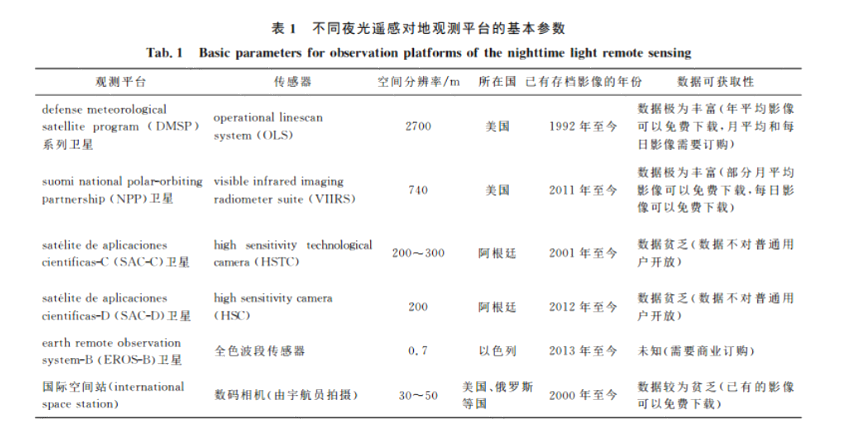 表 1 不同夜光遥感对地观测平台的基本参数
Tab. 1 Basic parameters for observation platforms of the nighttime light remote sensing
观测平台 传感器 空间分辨率/m 所在国 已有存档影像的年份 数据可获取性
defense meteorological
satellite program (DMSP)
系列卫星
operational linescan
system (OLS)
2700
美国
1992 年至今
数据极为丰富(年平均影像
可以免费下载,月平均和每
日影像需要订购)
suomi national polar-orbiting
partnership (NPP)卫星
visible infrared imaging
radiometer suite (VIIRS)
740
美国
2011 年至今
数据极为丰富(部分月平均
影像可以免费下载,每日影
像可以免费下载)
satélite de aplicaciones
científicas-C (SAC-C)卫星
high sensitivity technological
camera (HSTC)
200~300
阿根廷
2001 年至今
数据贫乏(数据不对普通用
户开放)
satélite de aplicaciones
científicas-D (SAC-D)卫星
high sensitivity camera
(HSC)
200
阿根廷
2012 年至今
数据贫乏(数据不对普通用
户开放)
earth remote observation
system-B (EROS-B)卫星
全色波段传感器
0.7
以色列
2013 年至今
未知(需要商业订购)
国际空间站(international
space station)
数码相机(由宇航员拍摄)
30~50
美国、俄罗斯
等国
2000 年至今
数据较为贫乏(已有的影像
可以免费下载)